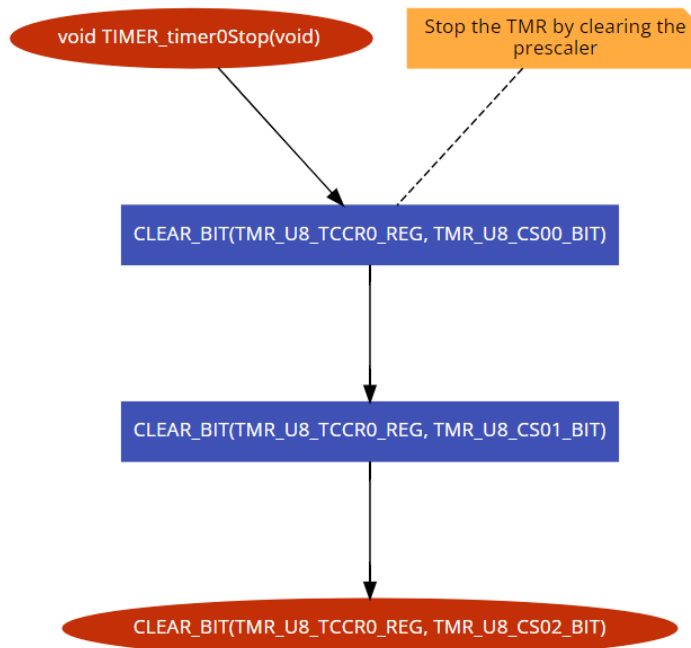 void TIMER_timer0Stop(void)
Stop the TMR by clearing the
prescaler
CLEAR_BIT(TMR_U8_TCCR0_REG, TMR_U8_CS00_BIT)
CLEAR_BIT(TMR_U8_TCCR0_REG, TMR_U8_CS01_BIT)
CLEAR_BIT(TMR_U8_TCCR0_REG, TMR_U8_CS02_BIT)